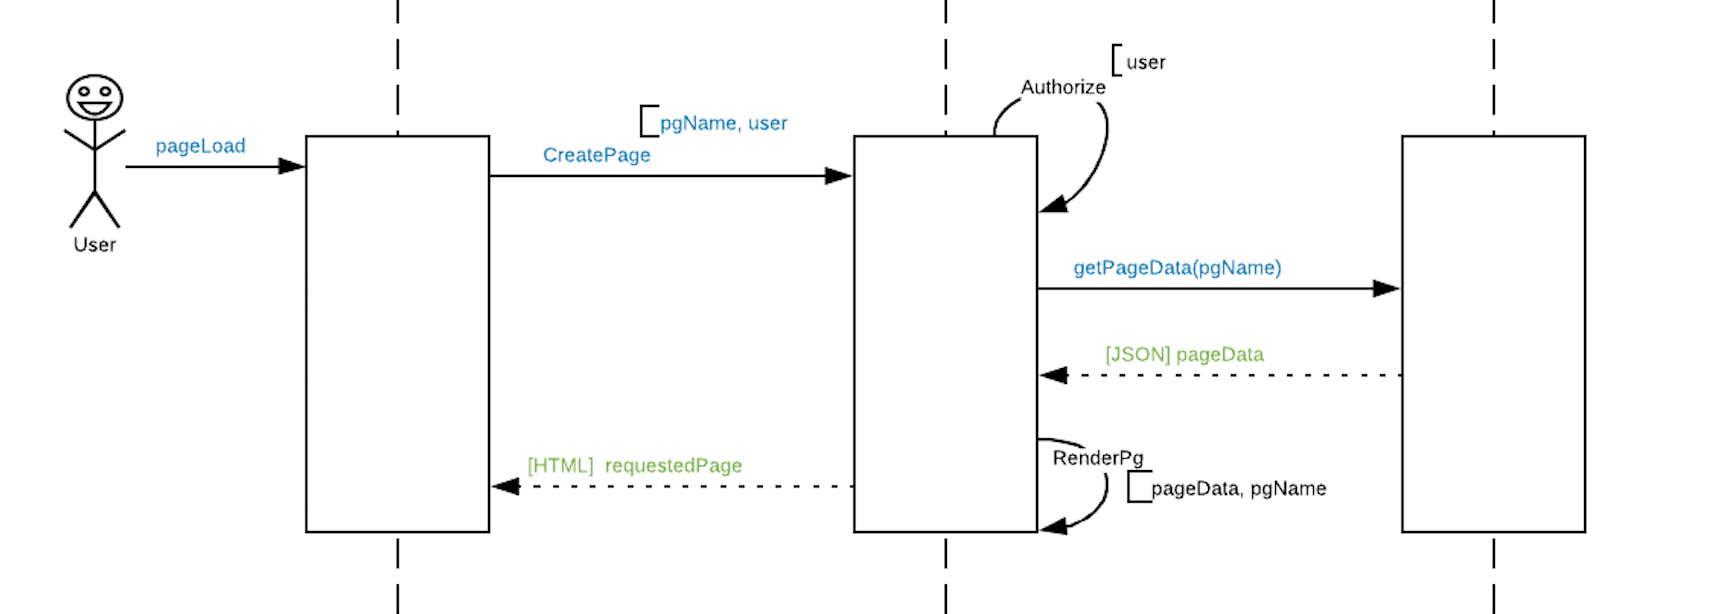 user
Authorize
pgName, user
pageLoad
CreatePage
User
getPageData(pgName)
[JSON] pageData
RenderPg
[HTML]  requestedPage
pageData, pgName